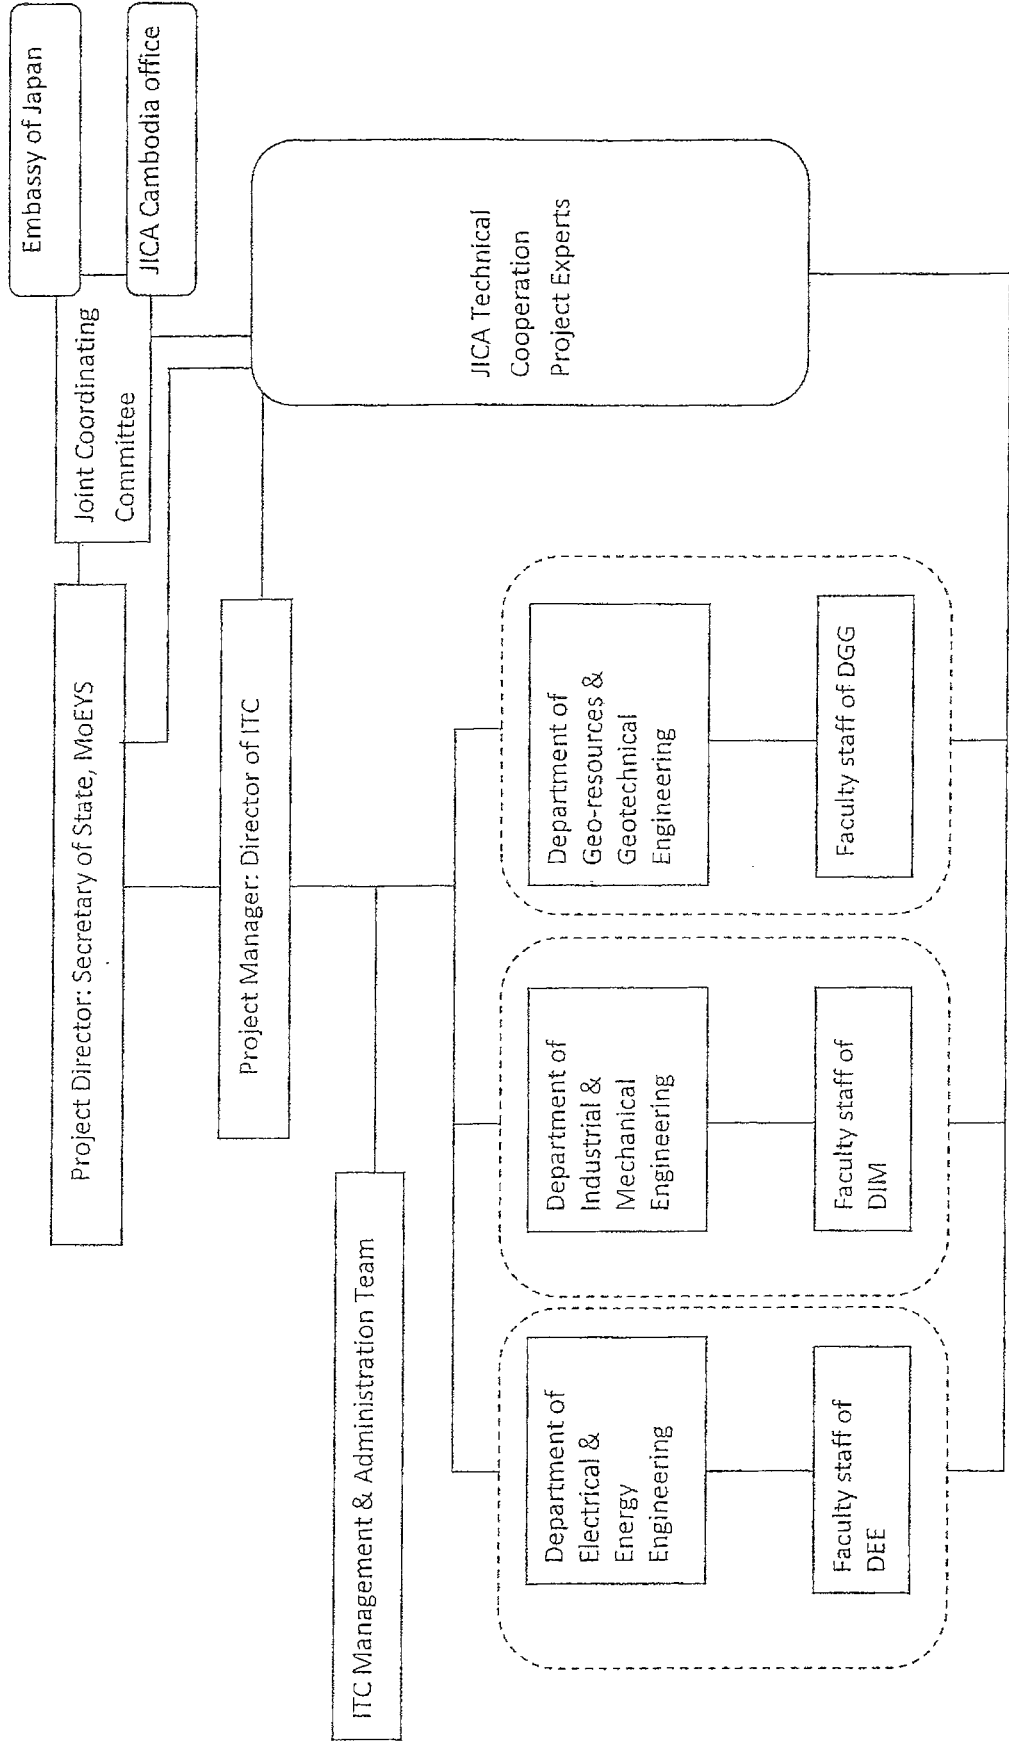 Embassy of Japan
Project Director: Secretary of State, MoEYS
Joint Coordinating
Committee
JICA Cambodia office
Project Manager: Director of ITC
ITC Management & Administration Team
JICA Technical
Cooperation
Project Experts
Department of
Electrical &
Energy
Engineering
Department of
Industrial &
Mechanical
Engineering
Department of
Geo-resources &
Geotechnical
Engineering
Faculty staff of
DEE
Faculty staff of
DIM
Faculty staff of DGG